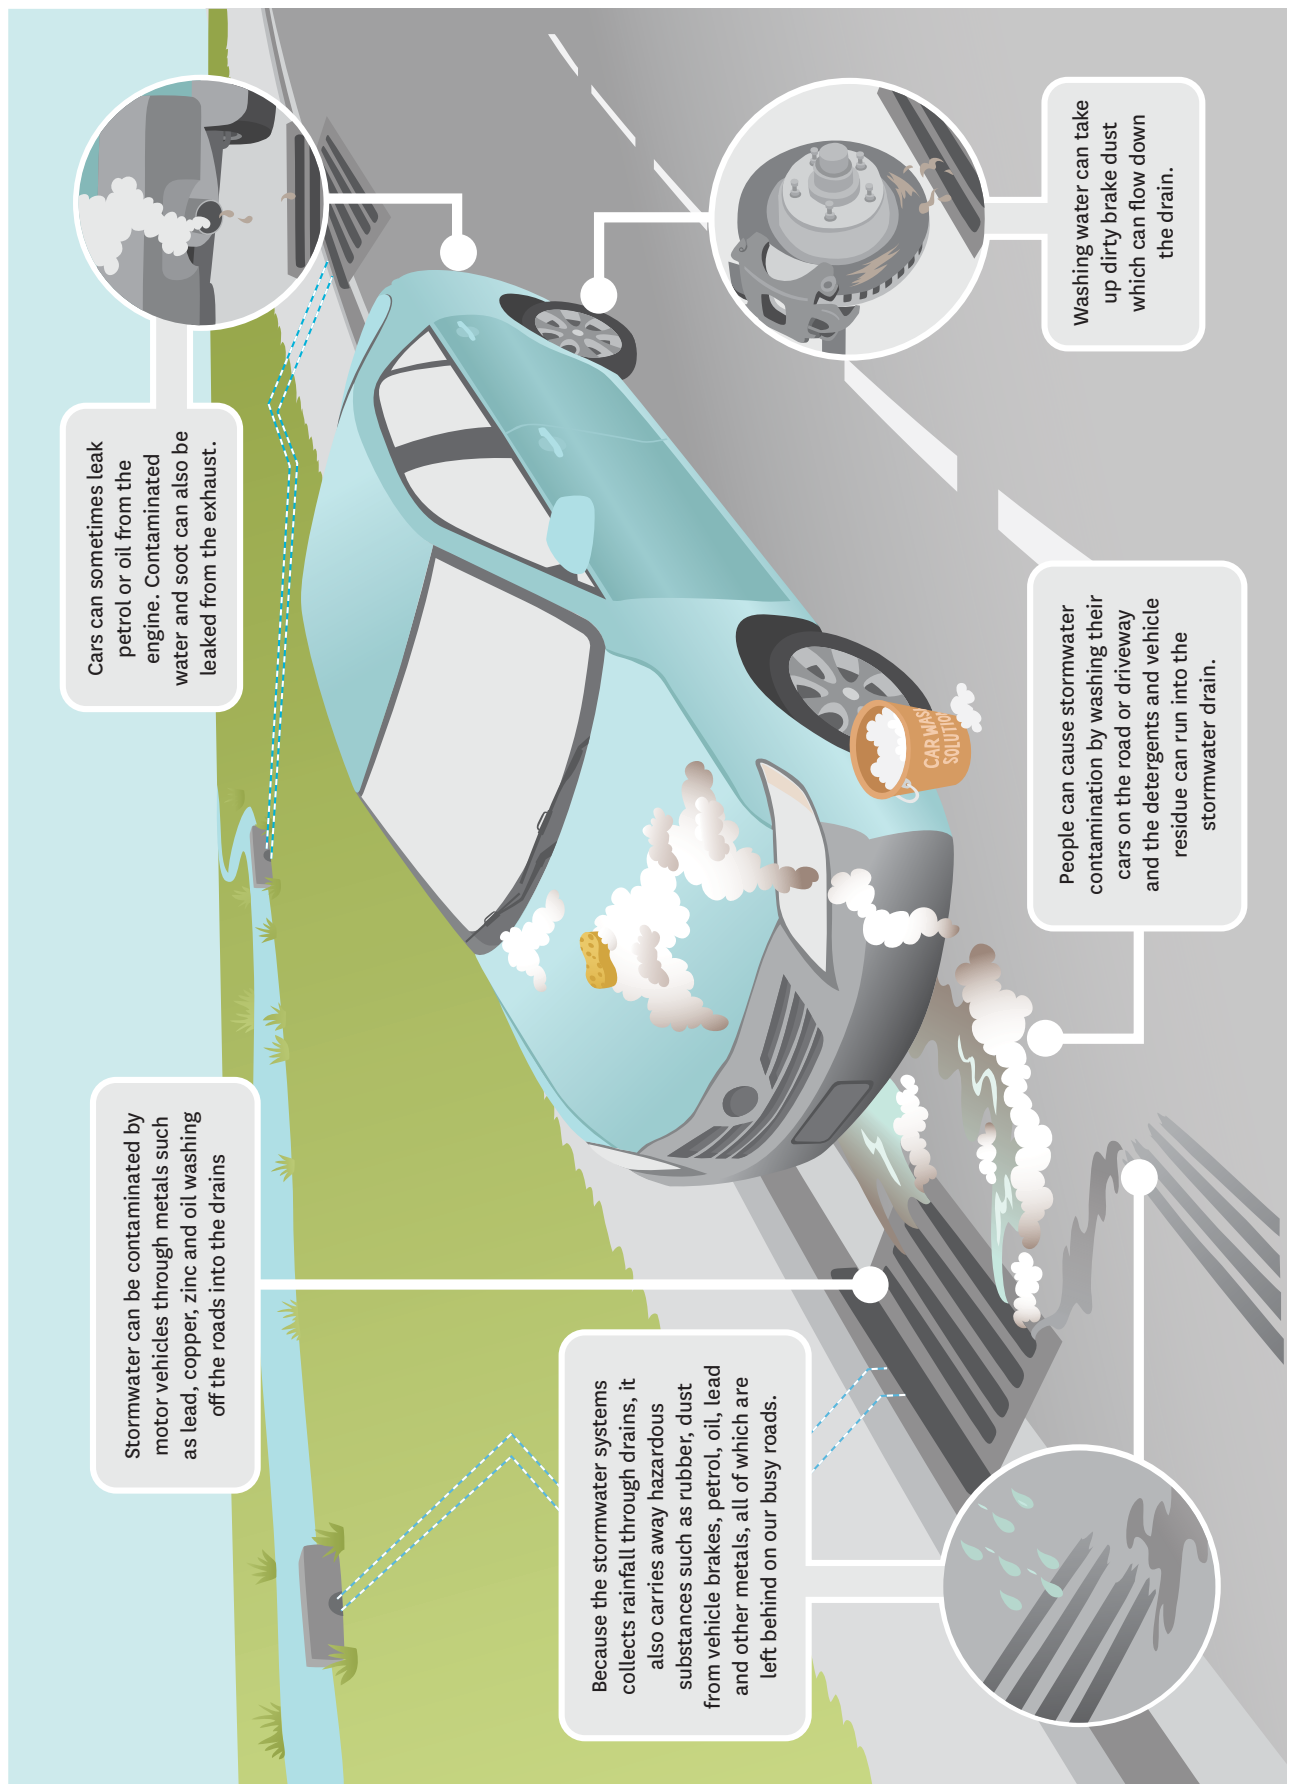 Stormwater can be contaminated by
motor vehicles through metals such
as lead, copper, zinc and oil washing
off the roads into the drains
Cars can sometimes leak
petrol or oil from the
engine. Contaminated
water and soot can also be
leaked from the exhaust.
Because the stormwater systems
collects rainfall through drains, it
also carries away hazardous
substances such as rubber, dust
from vehicle brakes, petrol, oil, lead
and other metals, all of which are
left behind on our busy roads.
CAR WASH
SOLUTION
People can cause stormwater
contamination by washing their
cars on the road or driveway
and the detergents and vehicle
residue can run into the
stormwater drain.
Washing water can take
up dirty brake dust
which can flow down
the drain.